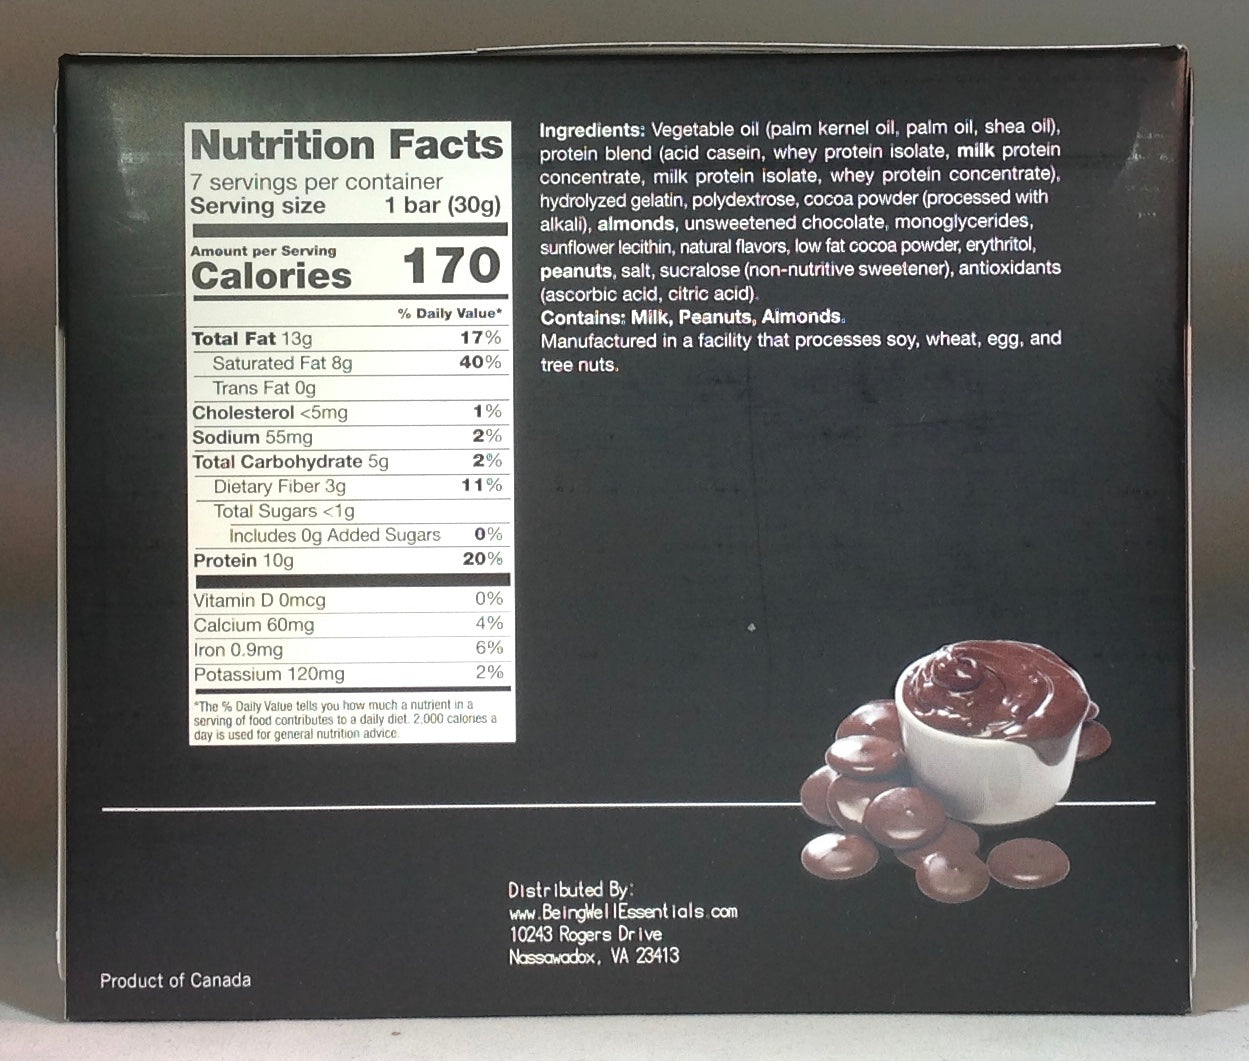 Nutrition Facts
7 servings per container
Serving size 1 bar (30g)
Amount per Serving
Calories 170
% Daily Value*
Total Fat 13g 17%
Saturated Fat 8g 40%
Trans Fat 0g
Cholesterol <5mg 1%
Sodium 55mg 2%
Total Carbohydrate 5g 2%
Dietary Fiber 3g 11%
Total Sugars <1g
Includes 0g Added Sugars 0%
Protein 10g 20%
Vitamin D 0mcg 0%
Calcium 60mg 4%
Iron 0.9mg 6%
Potassium 120mg 2%
*The % Daily Value tells you how much a nutrient in a
serving of food contributes to a daily diet. 2,000 calories a
day is used for general nutrition advice.
Ingredients: Vegetable oil (palm kernel oil, palm oil, shea oil),
protein blend (acid casein, whey protein isolate, milk protein
concentrate, milk protein isolate, whey protein concentrate),
hydrolyzed gelatin, polydextrose, cocoa powder (processed with
alkali), almonds, unsweetened chocolate, monoglycerides,
sunflower lecithin, natural flavors, low fat cocoa powder, erythritol,
peanuts, salt, sucralose (non-nutritive sweetener), antioxidants
(ascorbic acid, citric acid).
Contains: Milk, Peanuts, Almonds.
Manufactured in a facility that processes soy, wheat, egg, and
tree nuts.
Distributed By:
www.BeingWellEssentials.com
10243 Rogers Drive
Nassawadox, VA 23413
Product of Canada